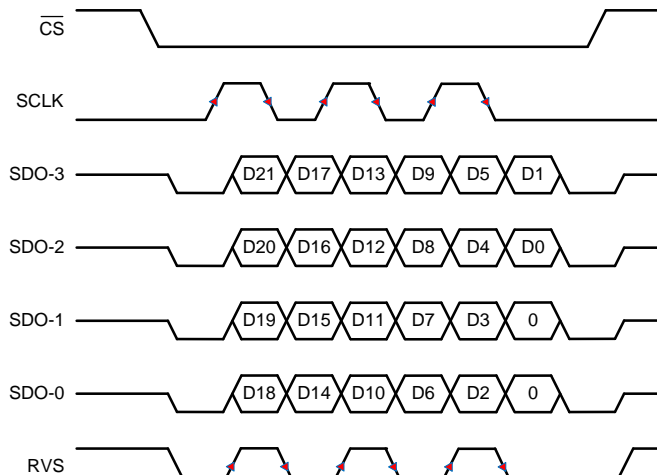 CS
SCLK
SDO-3 D21 D17 D13 D9 D5 D1
SDO-2 D20 D16 D12 D8 D4 D0
SDO-1 D19 D15 D11 D7 D3 0
SDO-0 D18 D14 D10 D6 D2 0
RVS